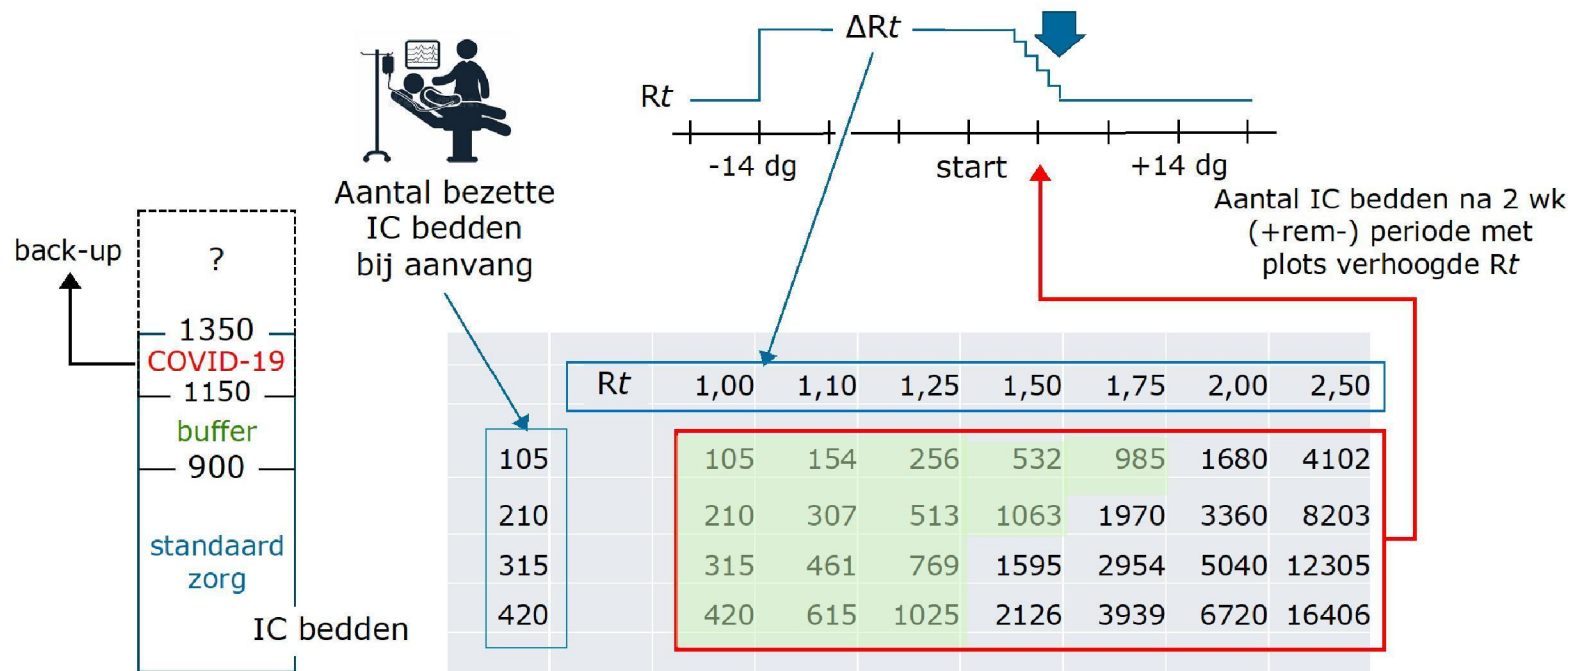 ΔRt
Rt
-14 dg
start
+14 dg
Aantal bezette
IC bedden
bij aanvang
Aantal IC bedden na 2 wk
(+rem-) periode met
plots verhoogde Rt
back-up
?
1350
COVID-19
1150
buffer
900
standaard
zorg
IC bedden
Rt 1,00 1,10 1,25 1,50 1,75 2,00 2,50
105 105 154 256 532 985 1680 4102
210 210 307 513 1063 1970 3360 8203
315 315 461 769 1595 2954 5040 12305
420 420 615 1025 2126 3939 6720 16406